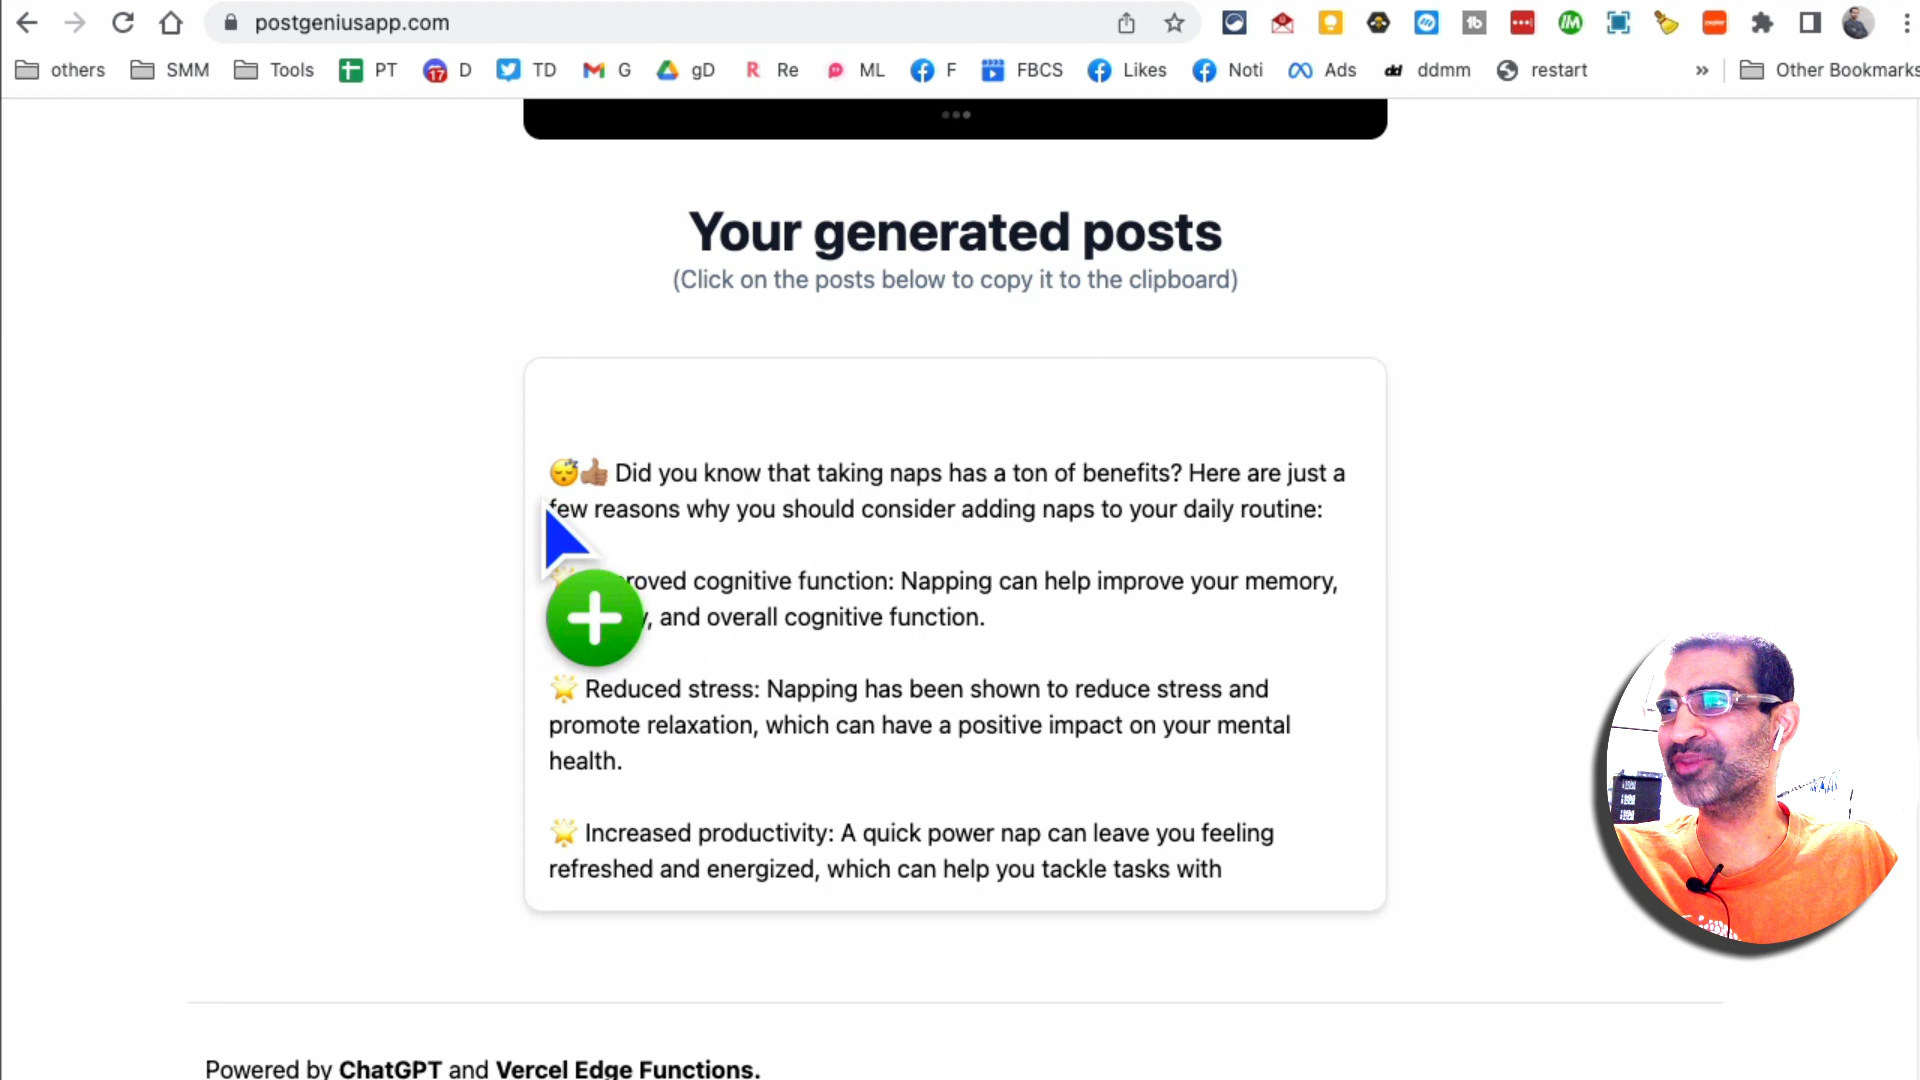 postgeniusapp.com
others SMM Tools PT D TD G gD Re ML F FBCS Likes Noti Ads ddmm restart » Other Bookmarks
Your generated posts
(Click on the posts below to copy it to the clipboard)
😴👍🏽 Did you know that taking naps has a ton of benefits? Here are just a
few reasons why you should consider adding naps to your daily routine:
roved cognitive function: Napping can help improve your memory,
, and overall cognitive function.
🌟 Reduced stress: Napping has been shown to reduce stress and
promote relaxation, which can have a positive impact on your mental
health.
🌟 Increased productivity: A quick power nap can leave you feeling
refreshed and energized, which can help you tackle tasks with
Powered by ChatGPT and Vercel Edge Functions.